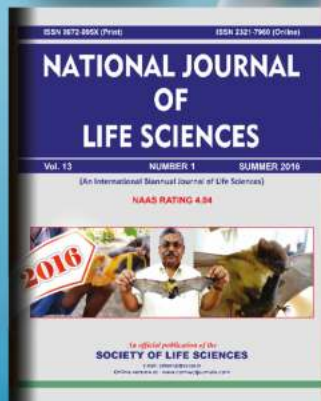 ISSN 0972-995X (Print) ISSN 2321-7960 (Online)
NATIONAL JOURNAL
OF
LIFE SCIENCES
Vol. 13 NUMBER 1 SUMMER 2016
(An International Biannual Journal of Life Sciences)
NAAS RATING 4.04
2016
An official publication of the
SOCIETY OF LIFE SCIENCES